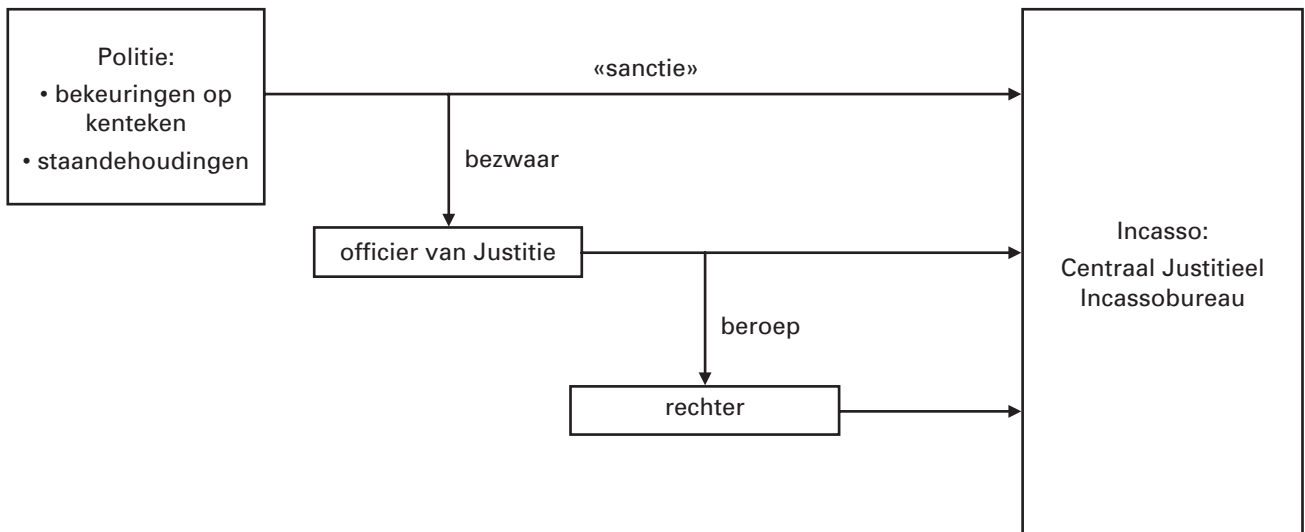 Politie:
• bekeuringen op
kenteken
• staandehoudingen
«sanctie»
bezwaar
officier van Justitie
beroep
rechter
Incasso:
Centraal Justitieel
Incassobureau